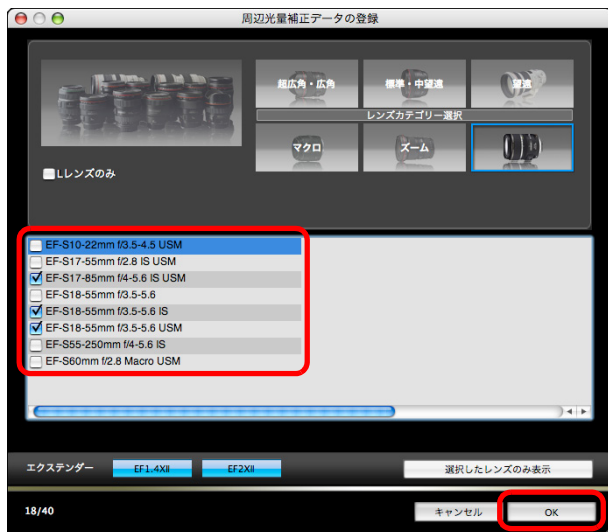 周辺光量補正データの登録
超広角・広角
標準・中望遠
望遠
レンズカテゴリー選択
マクロ
ズーム
Lレンズのみ
EF-S10-22mm f/3.5-4.5 USM
EF-S17-55mm f/2.8 IS USM
EF-S17-85mm f/4-5.6 IS USM
EF-S18-55mm f/3.5-5.6
EF-S18-55mm f/3.5-5.6 IS
EF-S18-55mm f/3.5-5.6 USM
EF-S55-250mm f/4-5.6 IS
EF-S60mm f/2.8 Macro USM
エクステンダー
EF1.4XII
EF2XII
選択したレンズのみ表示
18/40
キャンセル
OK